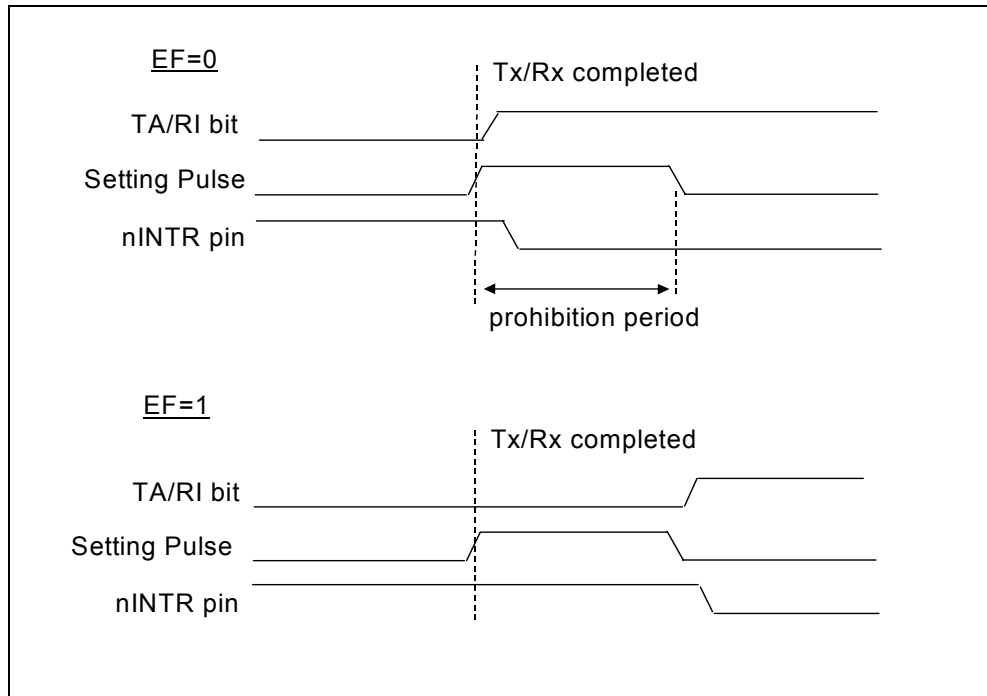 EF=0
Tx/Rx completed
TA/RI bit
Setting Pulse
nINTR pin
prohibition period
EF=1
Tx/Rx completed
TA/RI bit
Setting Pulse
nINTR pin